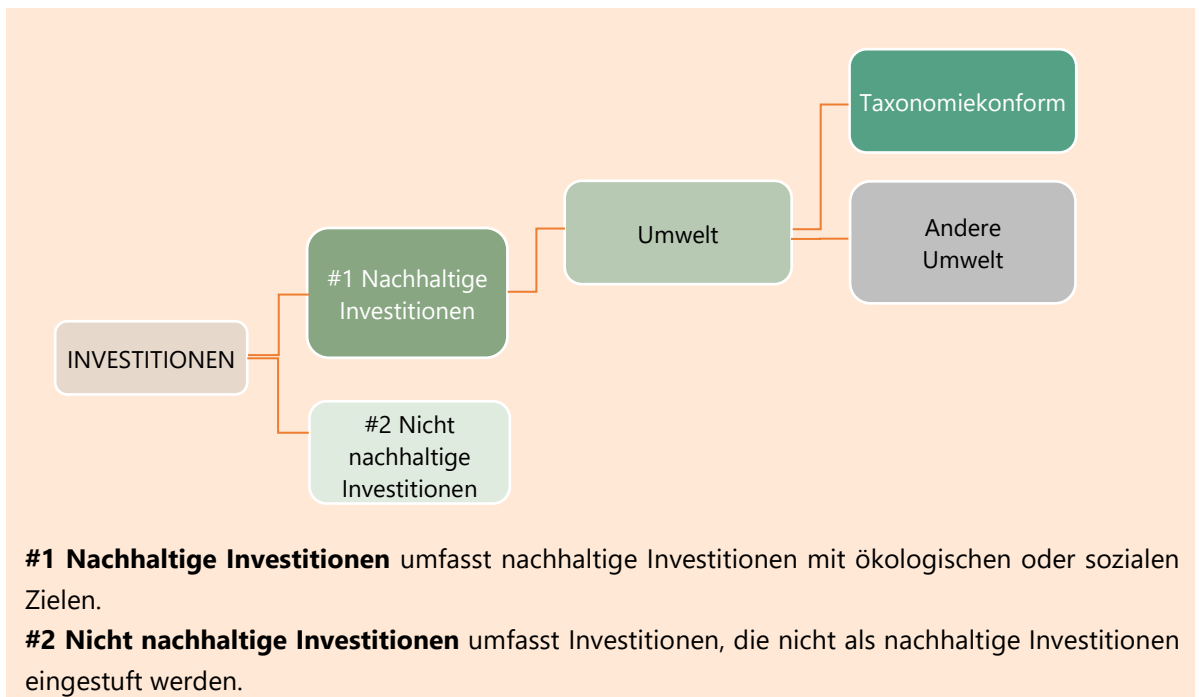 Taxonomiekonform
Umwelt
Andere
Umwelt
#1 Nachhaltige
Investitionen
INVESTITIONEN
#2 Nicht
nachhaltige
Investitionen
#1 Nachhaltige Investitionen umfasst nachhaltige Investitionen mit ökologischen oder sozialen
Zielen.
#2 Nicht nachhaltige Investitionen umfasst Investitionen, die nicht als nachhaltige Investitionen
eingestuft werden.